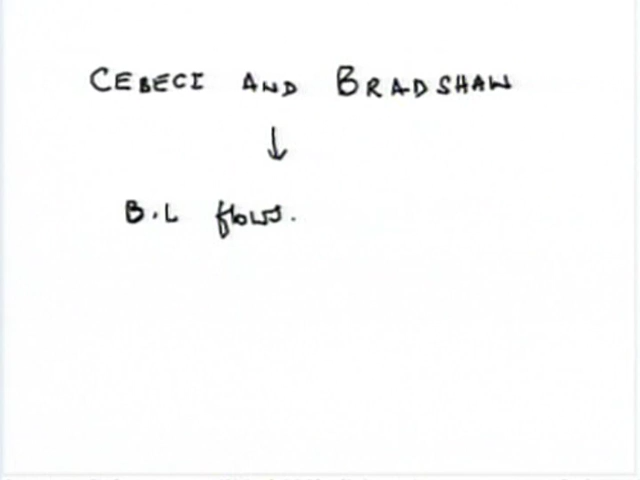 CEBECI AND BRADSHAW
↓
B.L flows.